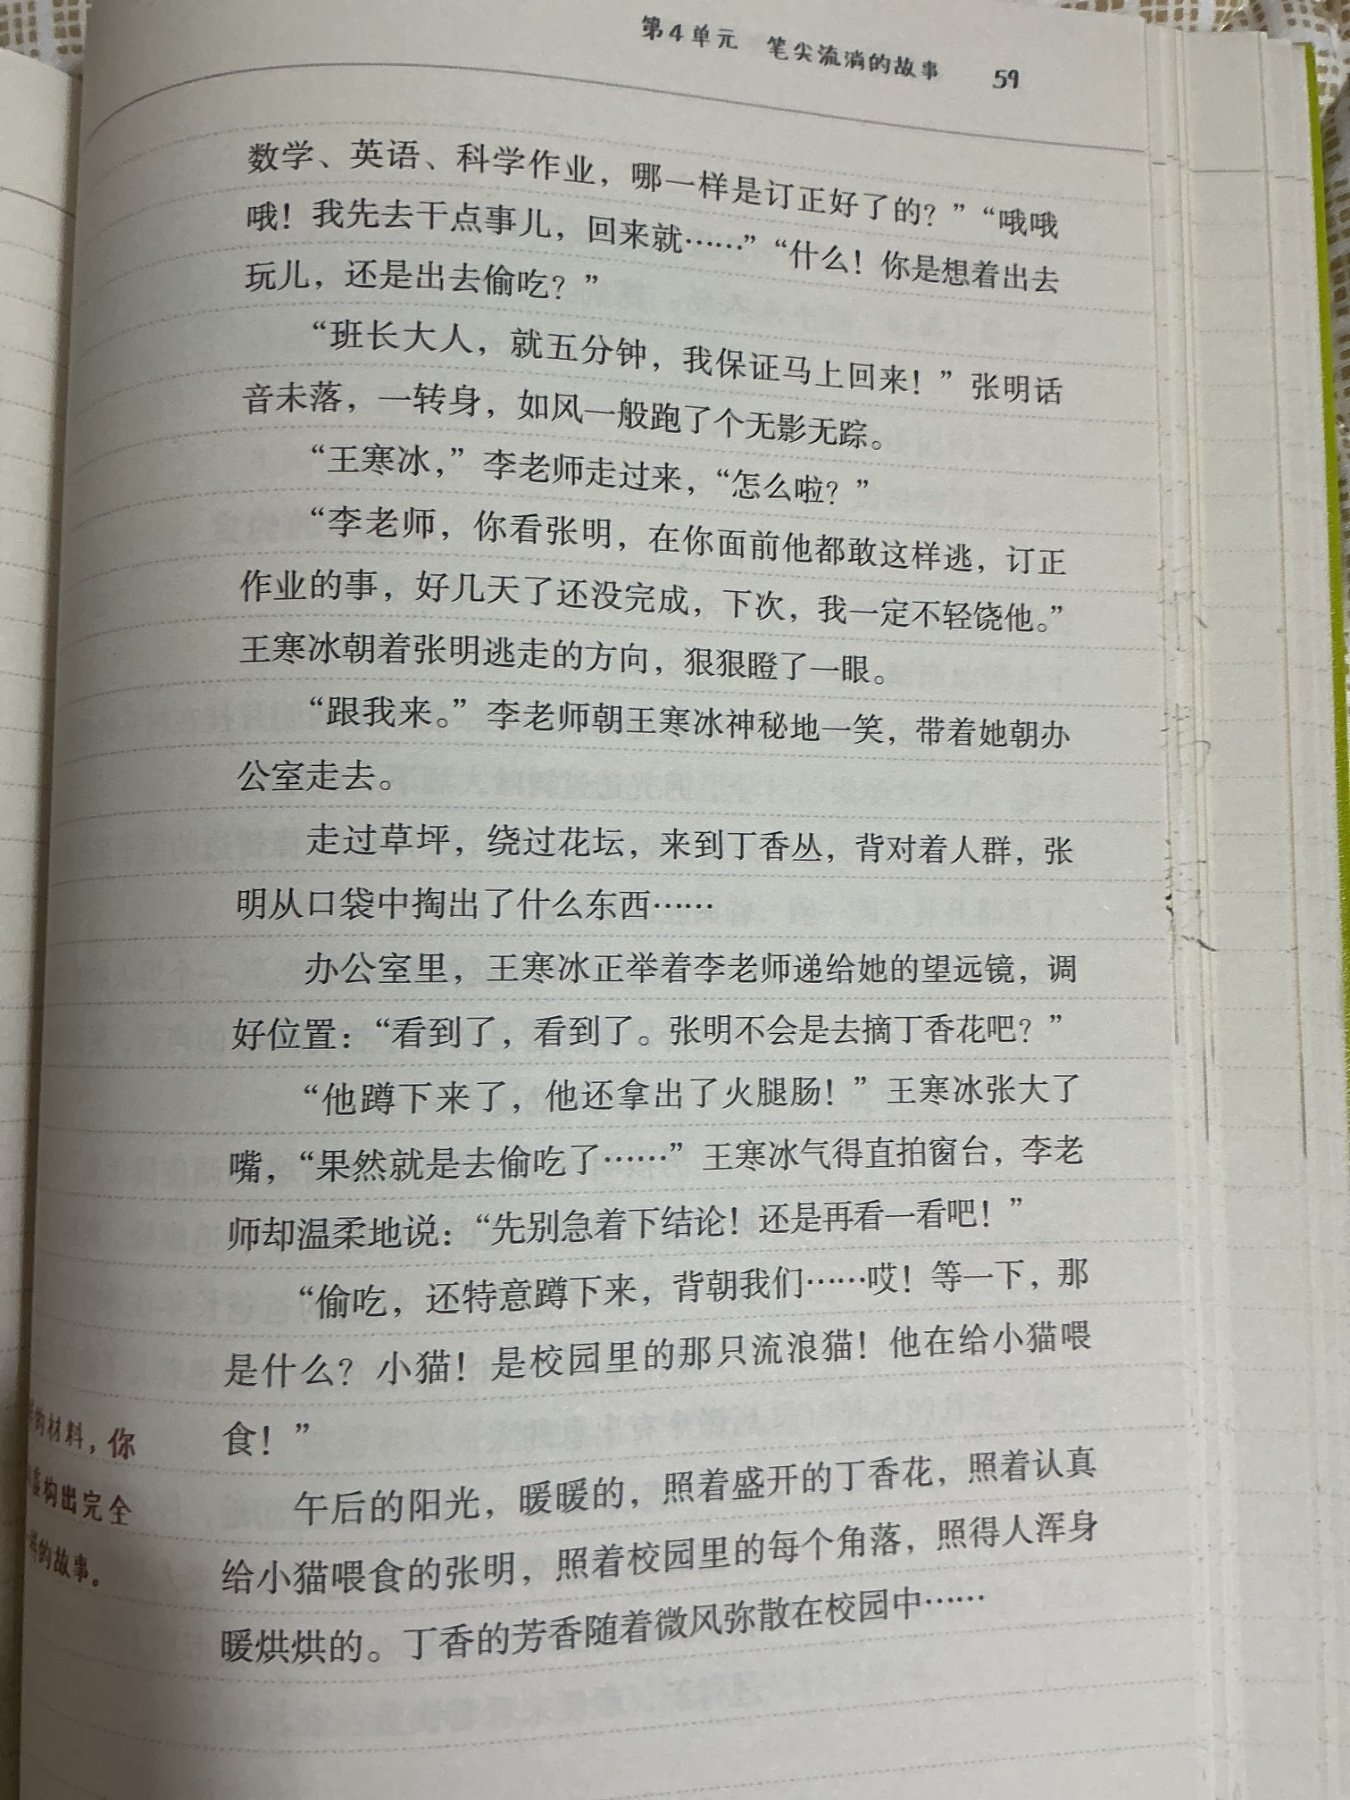 第4单元 笔尖流淌的故事 59
数学、英语、科学作业，哪一样是订正好了的？”“哦哦
哦！我先去干点事儿，回来就……”“什么！你是想着出去
玩儿，还是出去偷吃？”
“班长大人，就五分钟，我保证马上回来！”张明话
音未落，一转身，如风一般跑了个无影无踪。
“王寒冰，”李老师走过来，“怎么啦？”
“李老师，你看张明，在你面前他都敢这样逃，订正
作业的事，好几天了还没完成，下次，我一定不轻饶他。”
王寒冰朝着张明逃走的方向，狠狠瞪了一眼。
“跟我来。”李老师朝王寒冰神秘地一笑，带着她朝办
公室走去。
走过草坪，绕过花坛，来到丁香丛，背对着人群，张
明从口袋中掏出了什么东西……
办公室里，王寒冰正举着李老师递给她的望远镜，调
好位置：“看到了，看到了。张明不会是去摘丁香花吧？”
“他蹲下来了，他还拿出了火腿肠！”王寒冰张大了
嘴，“果然就是去偷吃了……”王寒冰气得直拍窗台，李老
师却温柔地说：“先别急着下结论！还是再看一看吧！”
“偷吃，还特意蹲下来，背朝我们……哎！等一下，那
是什么？小猫！是校园里的那只流浪猫！他在给小猫喂
食！”
午后的阳光，暖暖的，照着盛开的丁香花，照着认真
给小猫喂食的张明，照着校园里的每个角落，照得人浑身
暖烘烘的。丁香的芳香随着微风弥散在校园中……
的材料，你
虚构出完全
的故事。